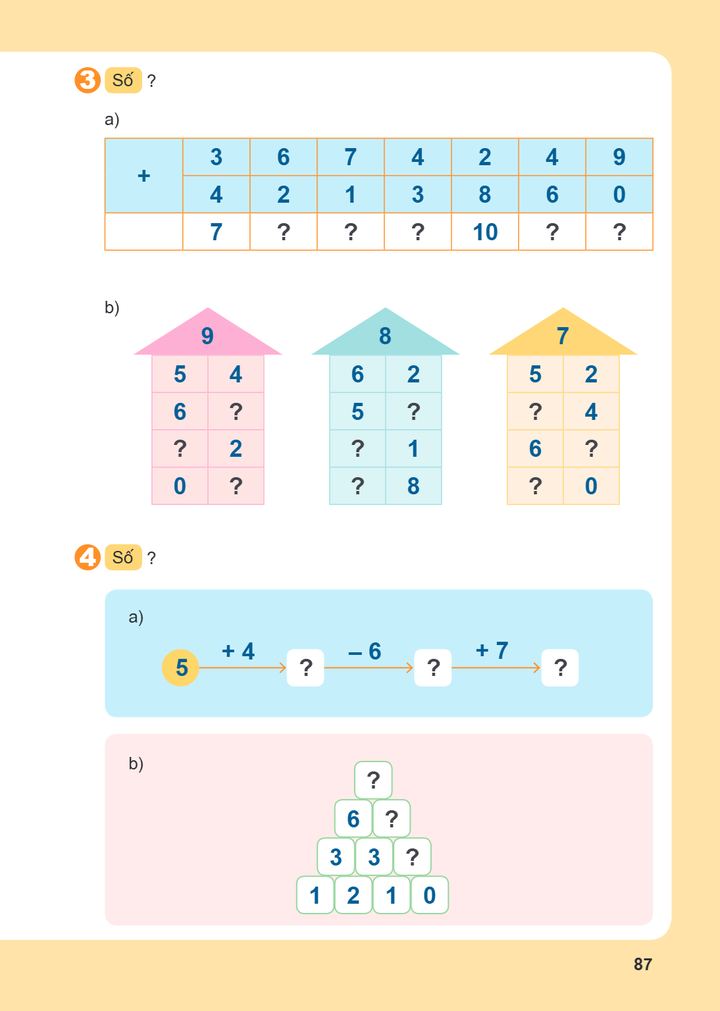 3 Số ?
a)
+ 3 6 7 4 2 4 9
4 2 1 3 8 6 0
7 ? ? ? 10 ? ?
b)
9 8 7
5 4 6 2 5 2
6 ? 5 ? ? 4
? 2 ? 1 6 ?
0 ? ? 8 ? 0
4 Số ?
a)
+ 4 – 6 + 7
5 ? ? ?
b)
?
6 ?
3 3 ?
1 2 1 0
87